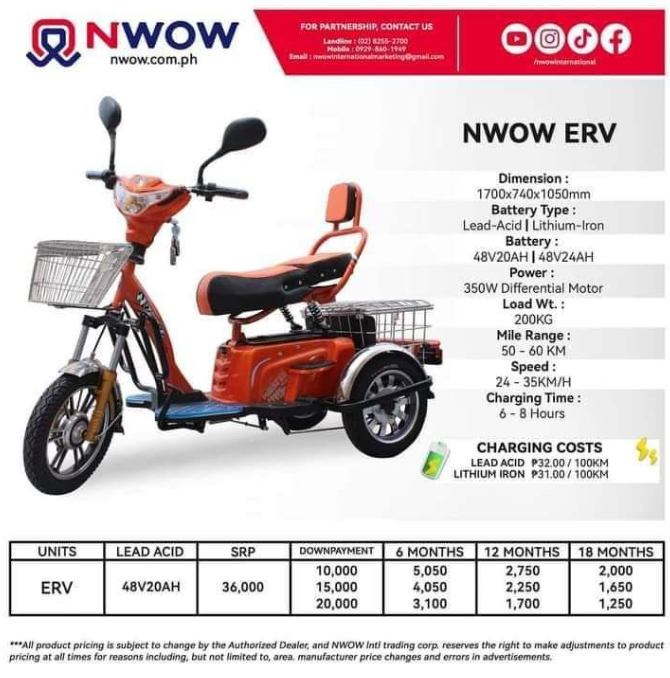 NWOW
nwow.com.ph
FOR PARTNERSHIP, CONTACT US
Landline : (02) 8255-2700
Mobile : 0929-860-1949
Email : nwowinternationalmarketing@gmail.com
/nwowinternational
NWOW ERV
Dimension :
1700x740x1050mm
Battery Type :
Lead-Acid | Lithium-Iron
Battery :
48V20AH | 48V24AH
Power :
350W Differential Motor
Load Wt. :
200KG
Mile Range :
50 - 60 KM
Speed :
24 - 35KM/H
Charging Time :
6 - 8 Hours
CHARGING COSTS
LEAD ACID ₱32.00 / 100KM
LITHIUM IRON ₱31.00 / 100KM
UNITS LEAD ACID SRP DOWNPAYMENT 6 MONTHS 12 MONTHS 18 MONTHS
ERV 48V20AH 36,000 10,000 5,050 2,750 2,000
15,000 4,050 2,250 1,650
20,000 3,100 1,700 1,250
***All product pricing is subject to change by the Authorized Dealer, and NWOW Intl trading corp. reserves the right to make adjustments to product
pricing at all times for reasons including, but not limited to, area. manufacturer price changes and errors in advertisements.